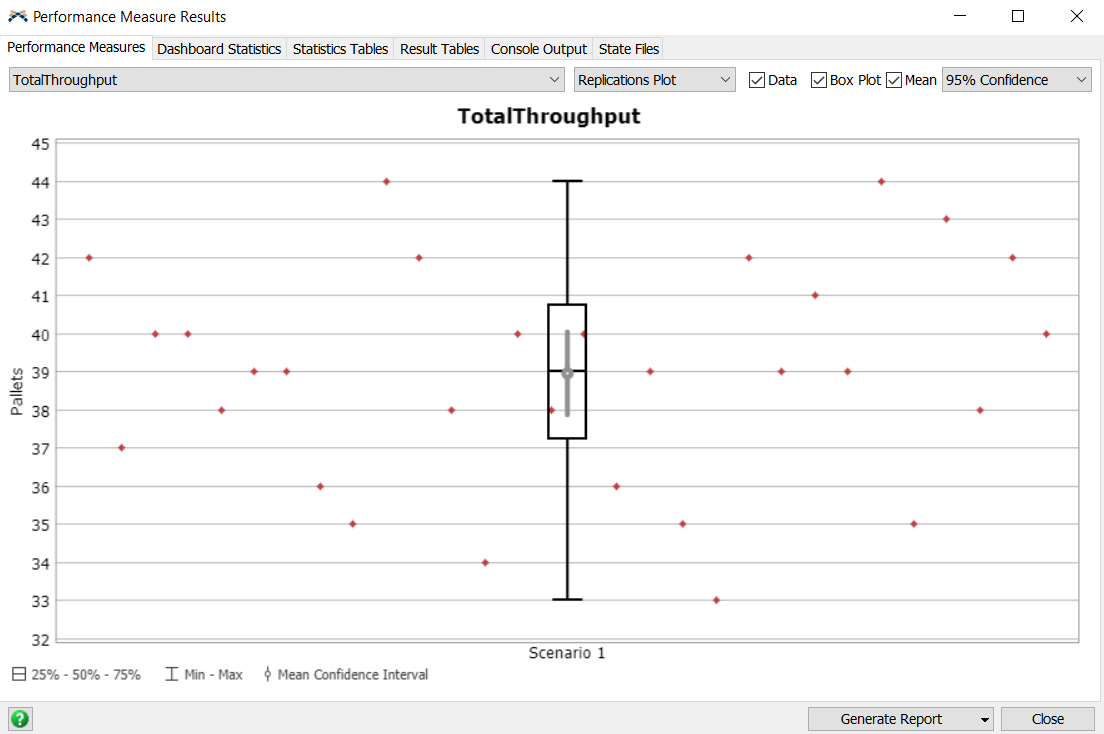 Performance Measure Results
Performance Measures Dashboard Statistics Statistics Tables Result Tables Console Output State Files
TotalThroughput Replications Plot Data Box Plot Mean 95% Confidence
TotalThroughput
45
44
43
42
41
40
39
38
37
36
35
34
33
32
Pallets
Scenario 1
25% - 50% - 75% Min - Max Mean Confidence Interval
? Generate Report Close